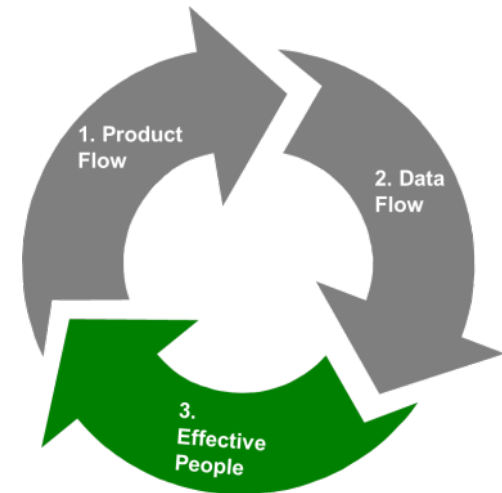 1. Product
Flow
2. Data
Flow
3.
Effective
People